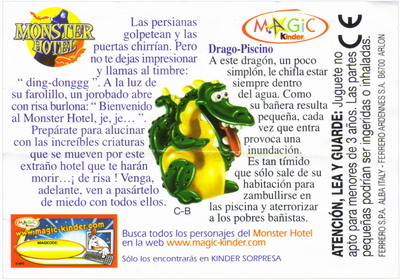 MONSTER
HOTEL
Las persianas
golpetean y las
puertas chirrían. Pero
no te dejas impresionar
y llamas al timbre:
“ ding-donggg ”. A la luz de
su farolillo, un jorobado abre
con risa burlona: “ Bienvenido
al Monster Hotel, je, je... ”.
Prepárate para alucinar
con las increíbles criaturas
que se mueven por este
extraño hotel que te harán
morir...¡ de risa ! Venga,
adelante, ven a pasártelo
de miedo con todos ellos.
MAGiC
Kinder
Drago-Piscino
A este dragón, un poco
simplón, le chifla estar
siempre dentro
del agua. Como
su bañera resulta
pequeña, cada
vez que entra
provoca una
inundación.
Es tan tímido
que sólo sale de su
habitación para
zambullirse en
las piscina y aterrorizar
a los pobres bañistas.
C-B
www.magic-kinder.com
MAGICODE:
Busca todos los personajes del Monster Hotel
en la web www.magic-kinder.com
Sólo los encontrarás en KINDER SORPRESA
CE
ATENCIÓN, LEA Y GUARDE: Juguete no
apto para menores de 3 años. Las partes
pequeñas podrían ser ingeridas o inhaladas.
FERRERO S.P.A. ALBA ITALY - FERRERO ARDENNES S.A. B6700 ARLON